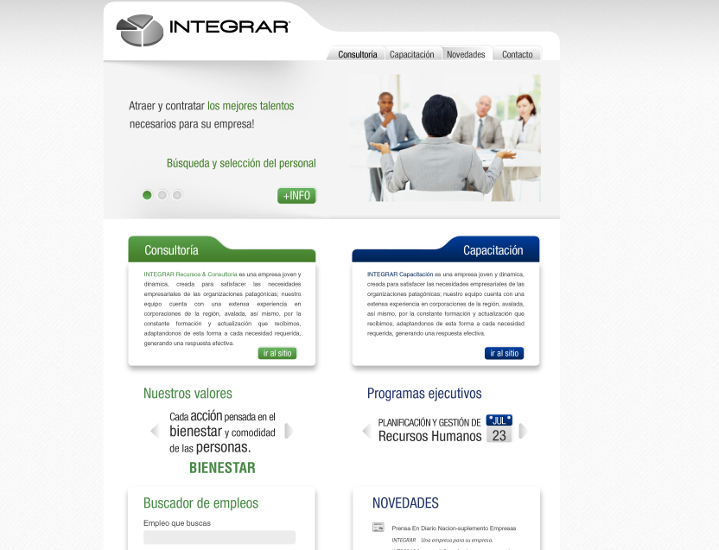 INTEGRAR
Consultoría
Capacitación
Novedades
Contacto
Atraer y contratar los mejores talentos
necesarios para su empresa!
Búsqueda y selección del personal
+INFO
Consultoría
INTEGRAR Recursos & Consultoria es una empresa joven y
dinamica, creada para satisfacer las necesidades
empresariales de las organizaciones patagónicas; nuestro
equipo cuenta con una extensa experiencia en
corporaciones de la región, avalada, así mismo, por la
constante formación y actualización que recibimos,
adaptandonos de esta forma a cada necesidad requerida,
generando una respuesta efectiva.
ir al sitio
Capacitación
INTEGRAR Capacitación es una empresa joven y dinamica,
creada para satisfacer las necesidades empresariales de las
organizaciones patagónicas; nuestro equipo cuenta con una
extensa experiencia en corporaciones de la región, avalada,
así mismo, por la constante formación y actualización que
recibimos, adaptandonos de esta forma a cada necesidad
requerida, generando una respuesta efectiva.
ir al sitio
Nuestros valores
Cada acción pensada en el
bienestar y comodidad
de las personas.
BIENESTAR
Programas ejecutivos
PLANIFICACIÓN Y GESTIÓN DE
Recursos Humanos
JUL
23
Buscador de empleos
Empleo que buscas
NOVEDADES
Prensa En Diario Nacion-suplemento Empresas
INTEGRAR Una empresa para su empresa.